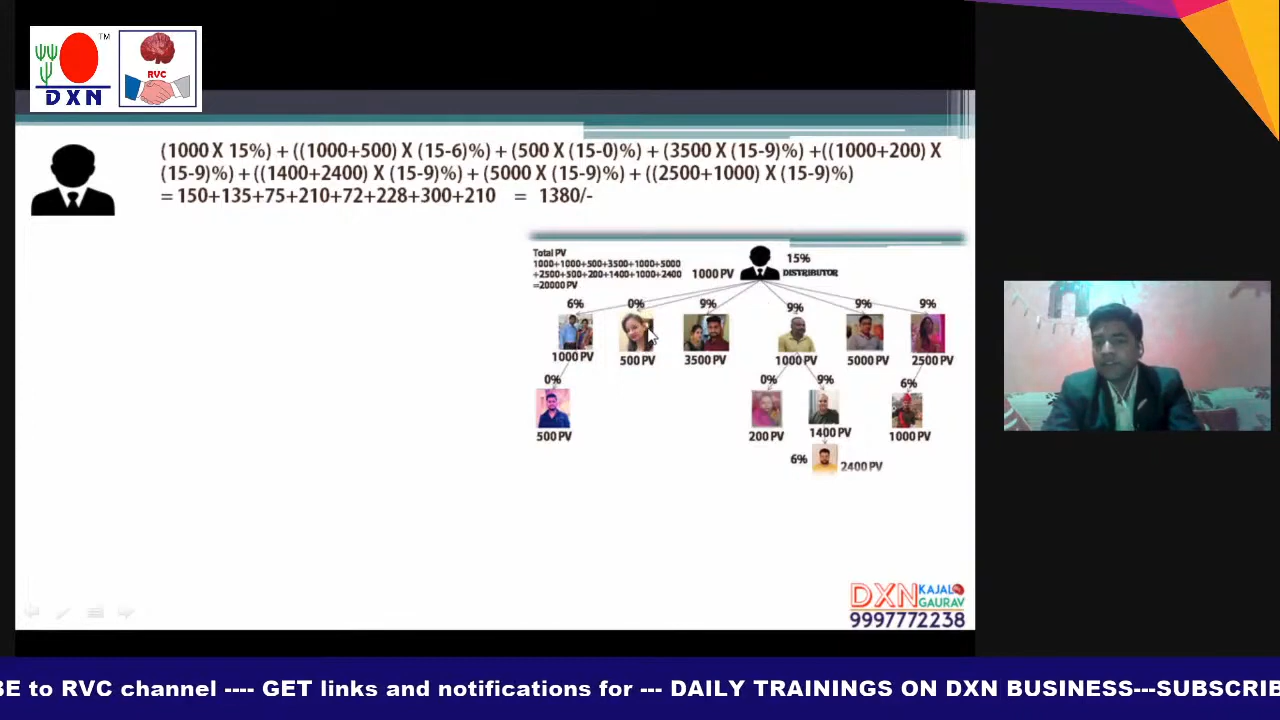 TM
DXN
RVC
(1000 X 15%) + ((1000+500) X (15-6)%) + (500 X (15-0)%) + (3500 X (15-9)%) +((1000+200) X
(15-9)%) + ((1400+2400) X (15-9)%) + (5000 X (15-9)%) + ((2500+1000) X (15-9)%)
= 150+135+75+210+72+228+300+210 = 1380/-
Total PV
1000+1000+500+3500+1000+5000
+2500+500+200+1400+1000+2400
=20000 PV
1000 PV
15%
DISTRIBUTOR
6% 0% 9% 9% 9% 9%
1000 PV 500 PV 3500 PV 1000 PV 5000 PV 2500 PV
0% 0% 9% 6%
500 PV 200 PV 1400 PV 1000 PV
6% 2400 PV
DXN KAJAL
GAURAV
9997772238
BE to RVC channel ---- GET links and notifications for --- DAILY TRAININGS ON DXN BUSINESS---SUBSCRIB